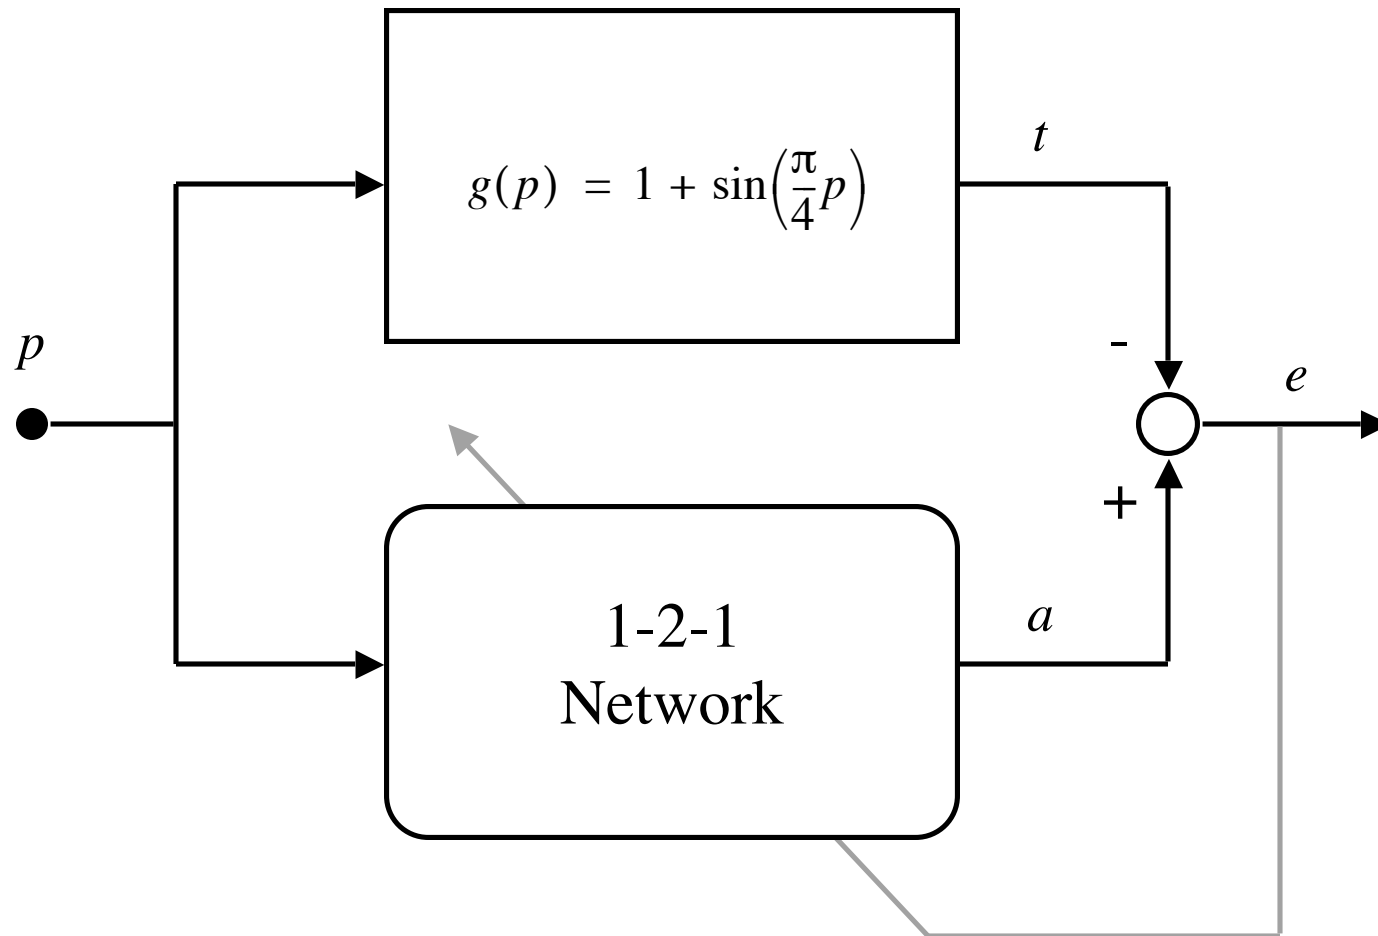 g(p) = 1 + sin(π/4 p)
t
p
-
e
+
1-2-1
Network
a